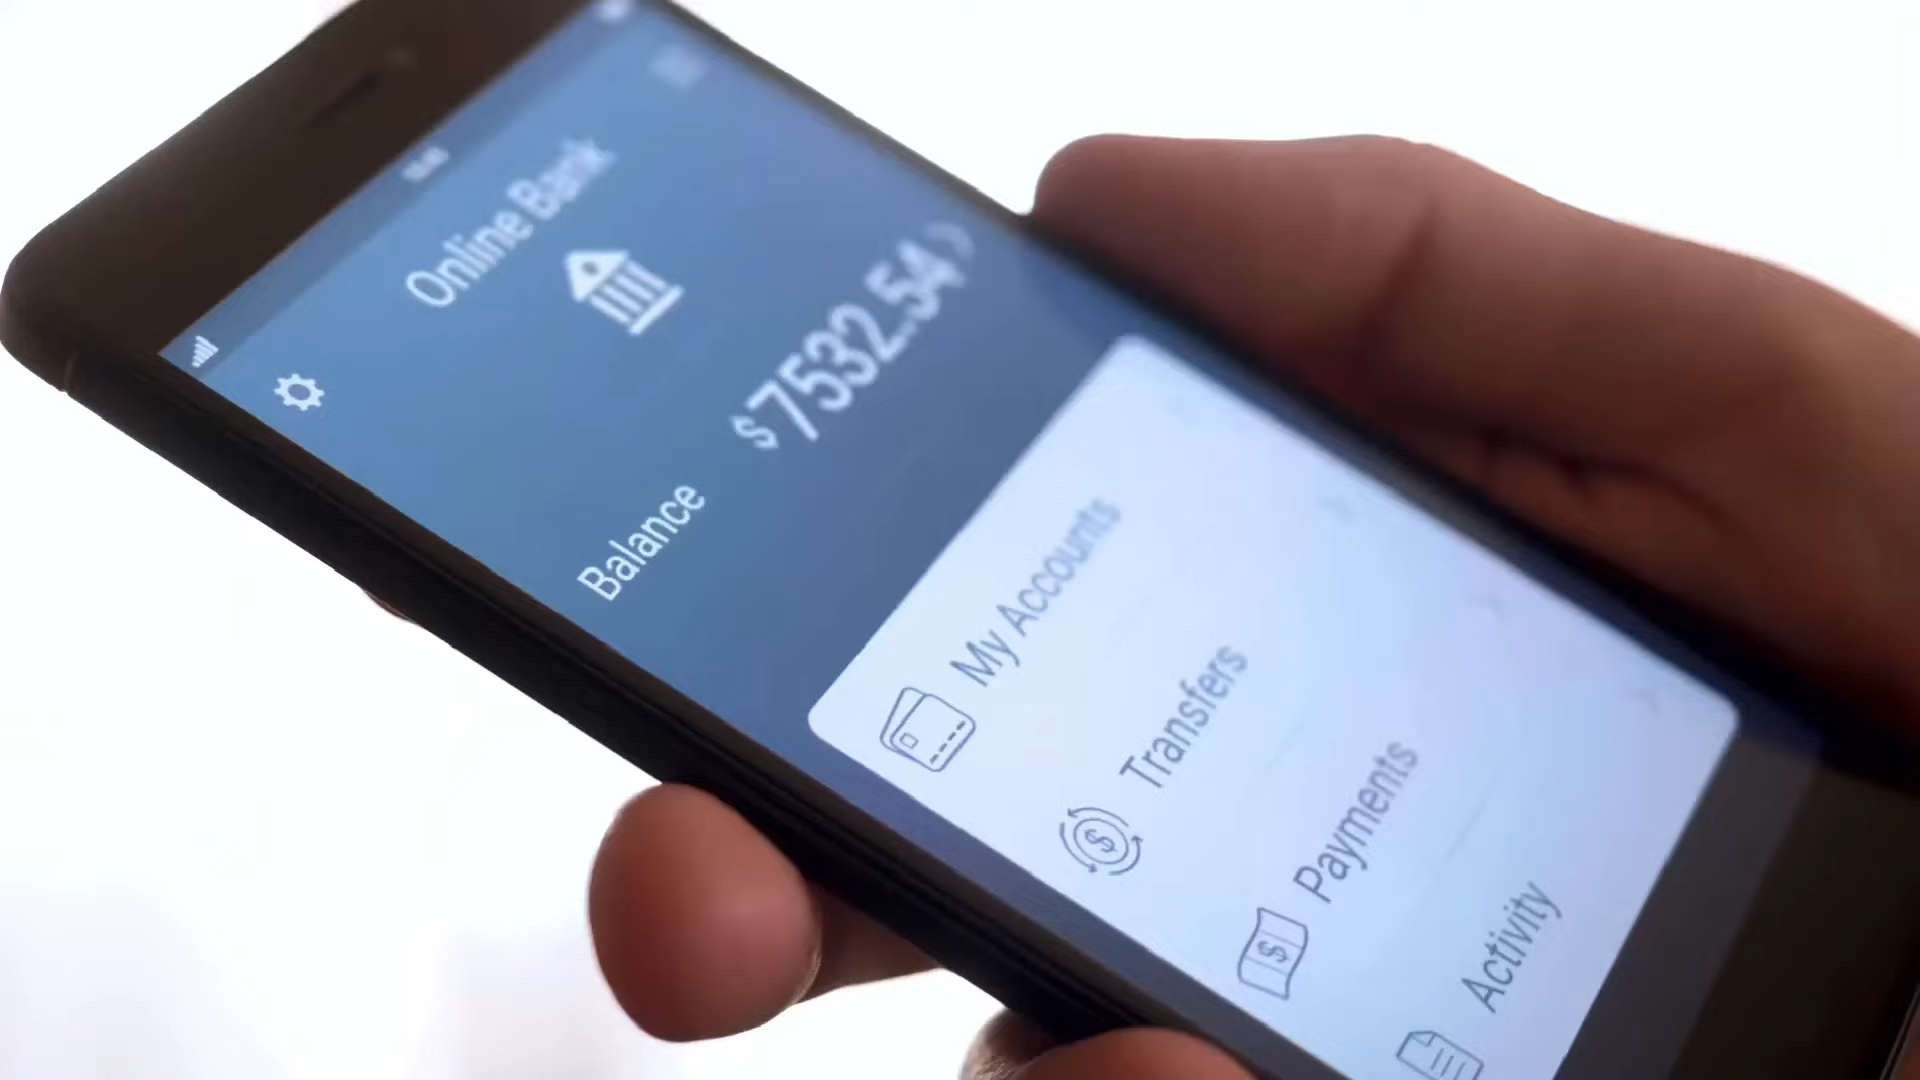 Online Bank
Balance
$7532.54
My Accounts
Transfers
Payments
Activity